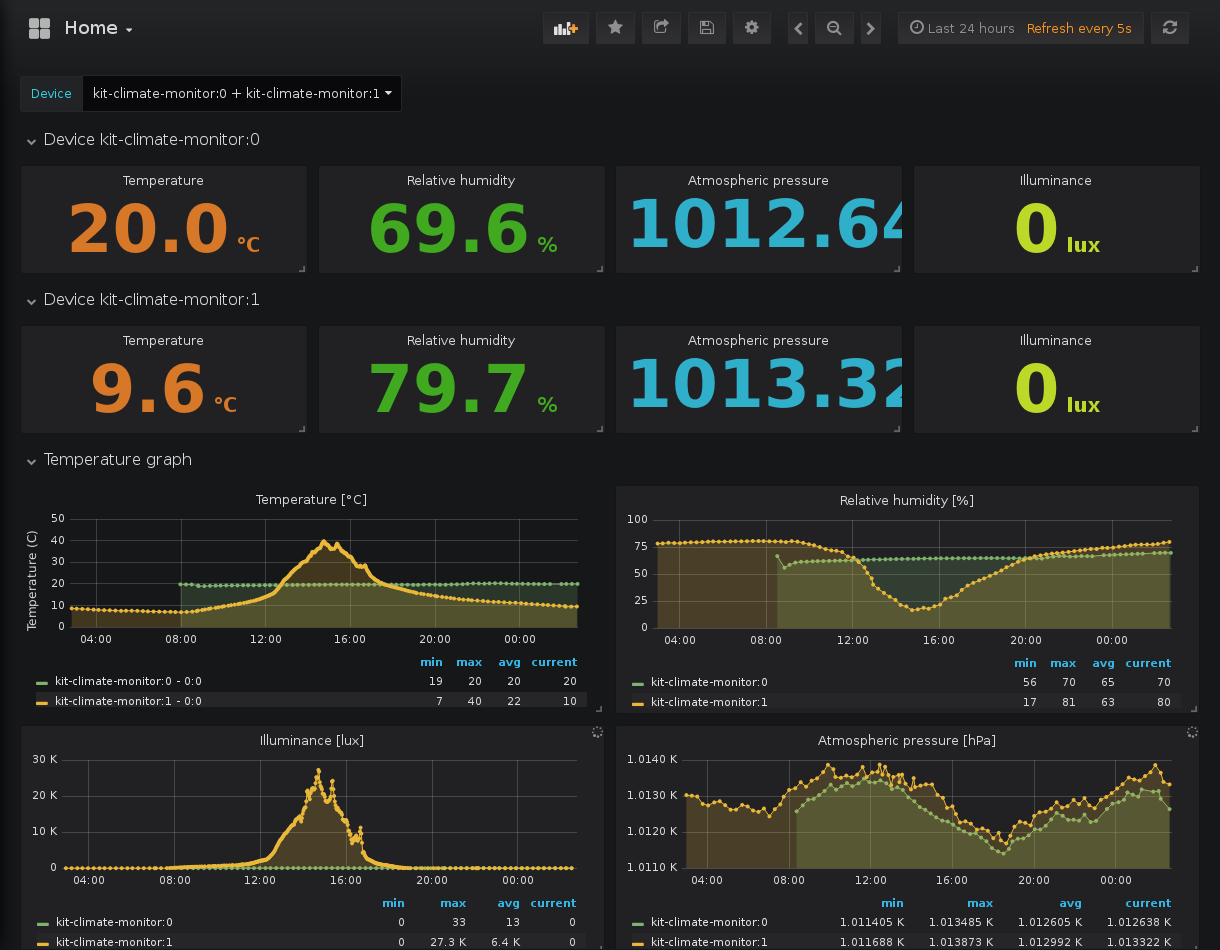 Home
Last 24 hours Refresh every 5s
Device kit-climate-monitor:0 + kit-climate-monitor:1
Device kit-climate-monitor:0
Temperature Relative humidity Atmospheric pressure Illuminance
20.0 °C 69.6 % 1012.64 0 lux
Device kit-climate-monitor:1
Temperature Relative humidity Atmospheric pressure Illuminance
9.6 °C 79.7 % 1013.32 0 lux
Temperature graph
Temperature [°C]
Temperature (C)
50
40
30
20
10
0
04:00 08:00 12:00 16:00 20:00 00:00
min max avg current
kit-climate-monitor:0 - 0:0 19 20 20 20
kit-climate-monitor:1 - 0:0 7 40 22 10
Relative humidity [%]
100
75
50
25
0
04:00 08:00 12:00 16:00 20:00 00:00
min max avg current
kit-climate-monitor:0 56 70 65 70
kit-climate-monitor:1 17 81 63 80
Illuminance [lux]
30 K
20 K
10 K
0
04:00 08:00 12:00 16:00 20:00 00:00
min max avg current
kit-climate-monitor:0 0 33 13 0
kit-climate-monitor:1 0 27.3 K 6.4 K 0
Atmospheric pressure [hPa]
1.0140 K
1.0130 K
1.0120 K
1.0110 K
04:00 08:00 12:00 16:00 20:00 00:00
min max avg current
kit-climate-monitor:0 1.011405 K 1.013485 K 1.012605 K 1.012638 K
kit-climate-monitor:1 1.011688 K 1.013873 K 1.012992 K 1.013322 K